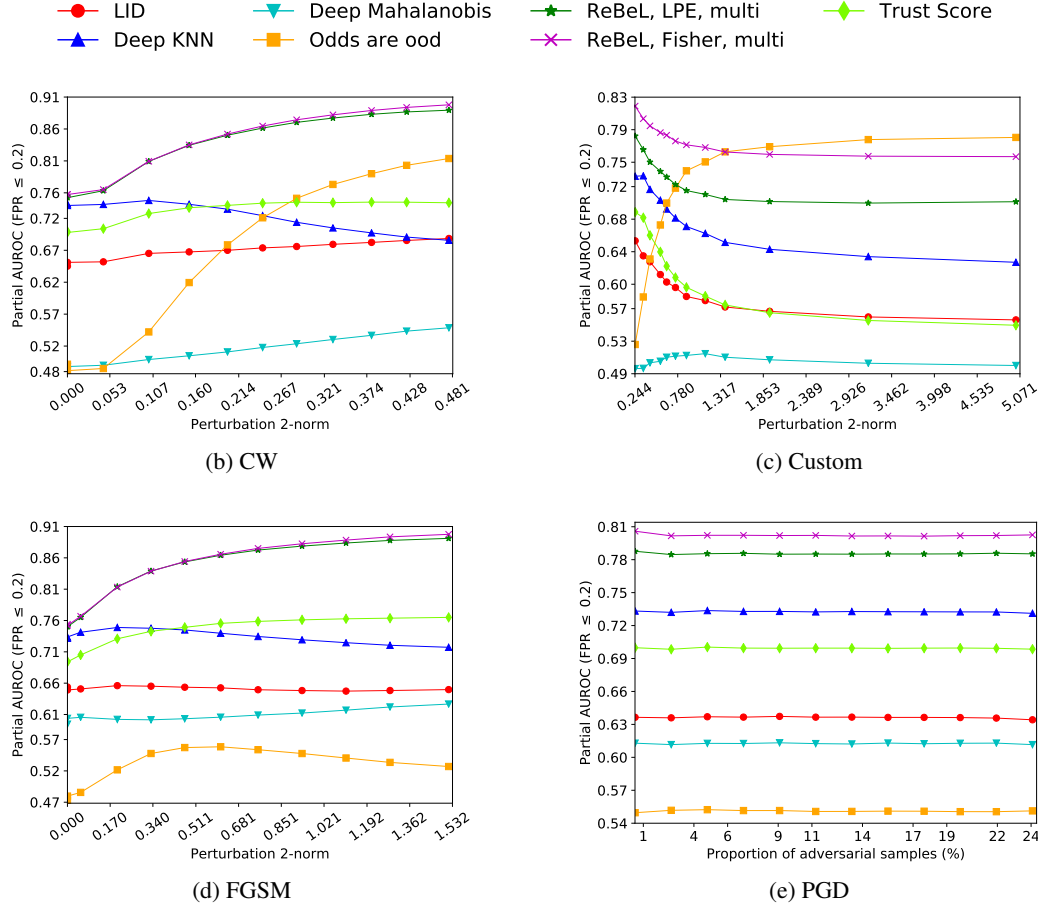 LID
Deep KNN
Deep Mahalanobis
Odds are ood
ReBeL, LPE, multi
ReBeL, Fisher, multi
Trust Score
Partial AUROC (FPR ≤ 0.2)
0.91
0.86
0.81
0.76
0.72
0.67
0.62
0.57
0.52
0.48
0.000 0.053 0.107 0.160 0.214 0.267 0.321 0.374 0.428 0.481
Perturbation 2-norm
(b) CW
Partial AUROC (FPR ≤ 0.2)
0.83
0.79
0.75
0.72
0.68
0.64
0.60
0.57
0.53
0.49
0.244 0.780 1.317 1.853 2.389 2.926 3.462 3.998 4.535 5.071
Perturbation 2-norm
(c) Custom
Partial AUROC (FPR ≤ 0.2)
0.91
0.86
0.81
0.76
0.71
0.66
0.61
0.57
0.52
0.47
0.000 0.170 0.340 0.511 0.681 0.851 1.021 1.192 1.362 1.532
Perturbation 2-norm
(d) FGSM
Partial AUROC (FPR ≤ 0.2)
0.81
0.78
0.75
0.72
0.69
0.66
0.63
0.60
0.57
0.54
1 4 6 9 11 14 17 19 22 24
Proportion of adversarial samples (%)
(e) PGD